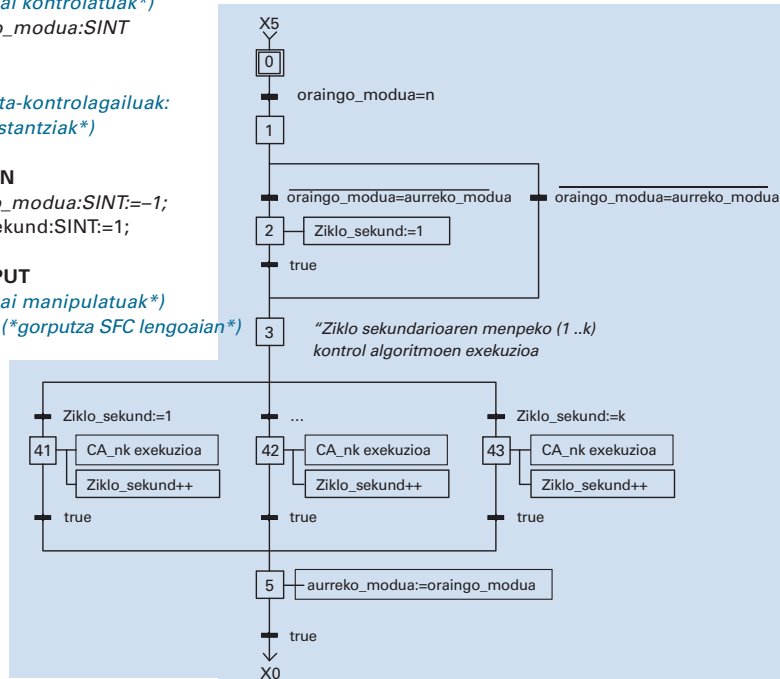 ai kontrolatuak*)
o_modua:SINT
ta-kontrolagailuak:
stantziak*)
N
o_modua:SINT:=–1;
ekund:SINT:=1;
PUT
ai manipulatuak*)
(*gorputza SFC lengoaian*)
X5
0
oraingo_modua=n
1
oraingo_modua=aurreko_modua
oraingo_modua=aurreko_modua
2
Ziklo_sekund:=1
true
3
“Ziklo sekundarioaren menpeko (1 ..k)
kontrol algoritmoen exekuzioa
Ziklo_sekund:=1
...
Ziklo_sekund:=k
41
CA_nk exekuzioa
42
CA_nk exekuzioa
43
CA_nk exekuzioa
Ziklo_sekund++
Ziklo_sekund++
Ziklo_sekund++
true
true
true
5
aurreko_modua:=oraingo_modua
true
X0